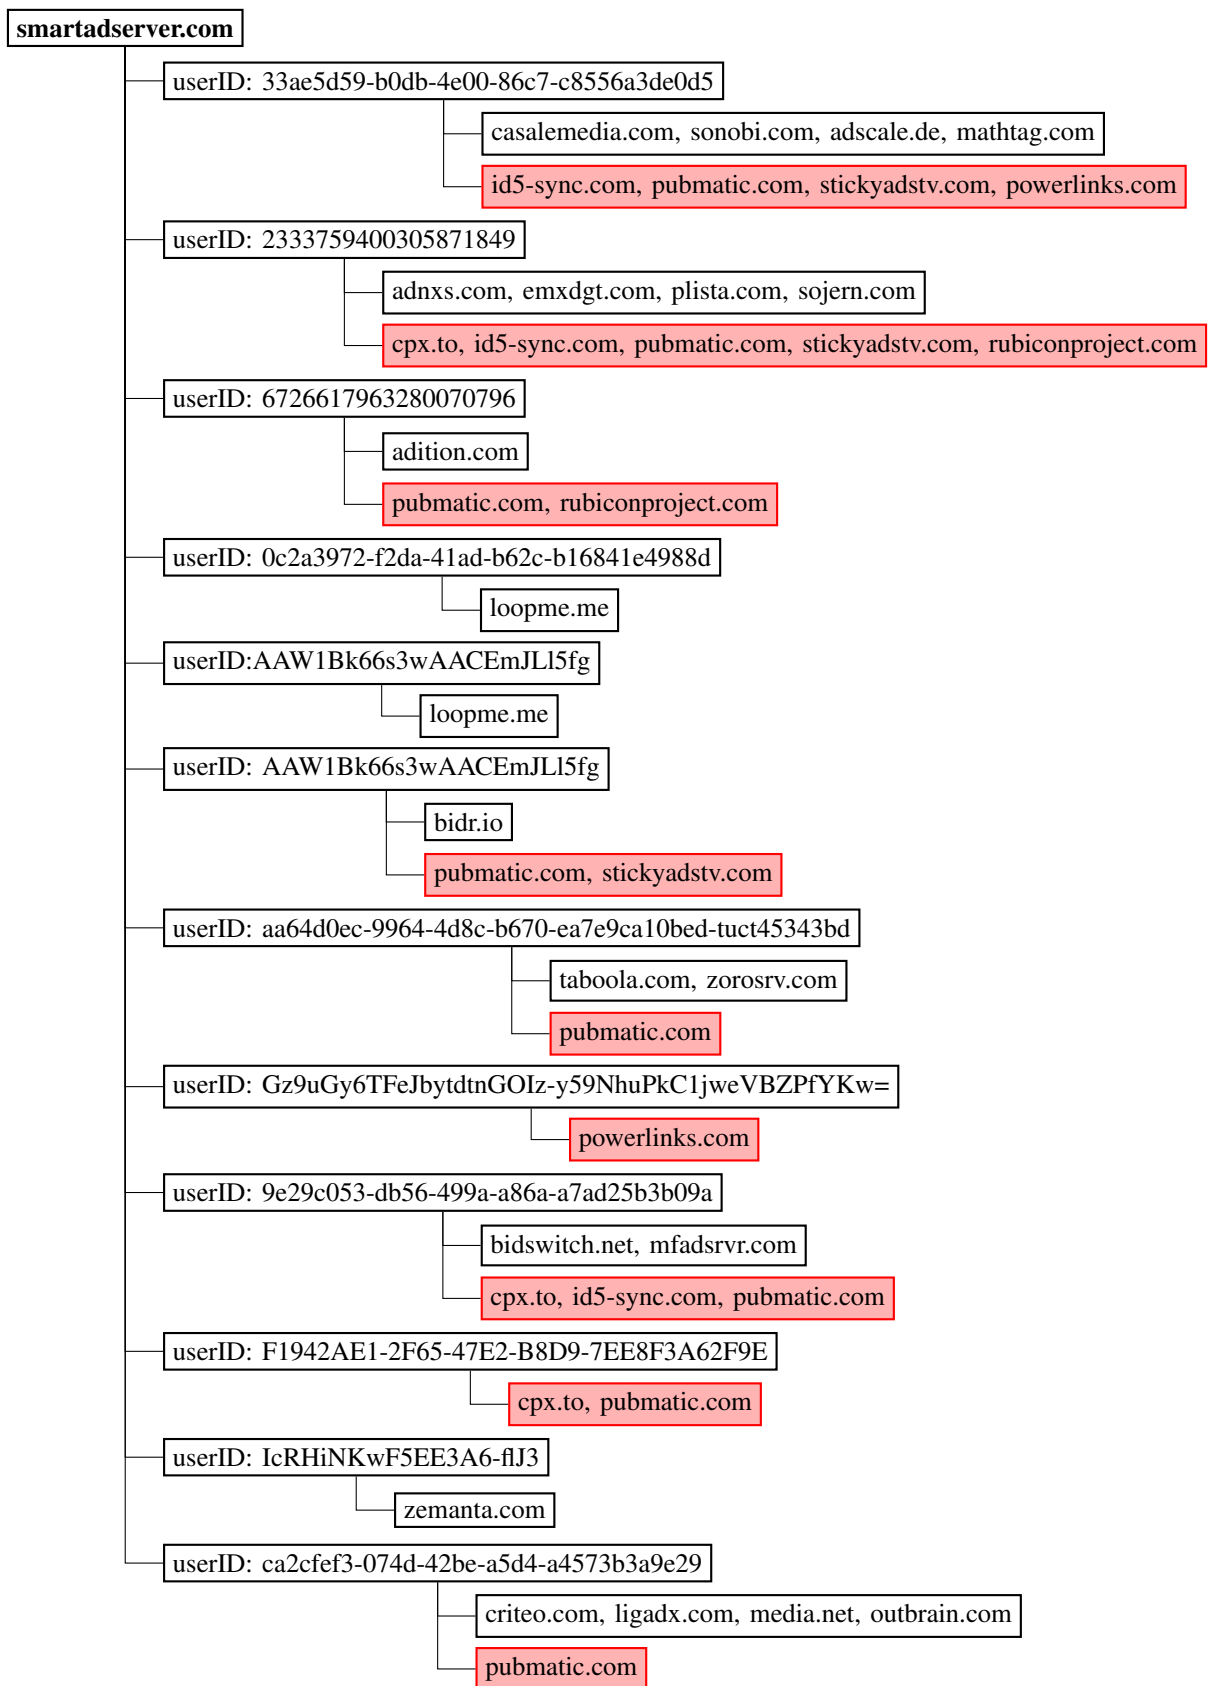 smartadserver.com
userID: 33ae5d59-b0db-4e00-86c7-c8556a3de0d5
casalemedia.com, sonobi.com, adscale.de, mathtag.com
id5-sync.com, pubmatic.com, stickyadstv.com, powerlinks.com
userID: 2333759400305871849
adnxs.com, emxdgt.com, plista.com, sojern.com
cpx.to, id5-sync.com, pubmatic.com, stickyadstv.com, rubiconproject.com
userID: 6726617963280070796
adition.com
pubmatic.com, rubiconproject.com
userID: 0c2a3972-f2da-41ad-b62c-b16841e4988d
loopme.me
userID:AAW1Bk66s3wAACEmJLl5fg
loopme.me
userID: AAW1Bk66s3wAACEmJLl5fg
bidr.io
pubmatic.com, stickyadstv.com
userID: aa64d0ec-9964-4d8c-b670-ea7e9ca10bed-tuct45343bd
taboola.com, zorosrv.com
pubmatic.com
userID: Gz9uGy6TFeJbytdtnGOIz-y59NhuPkC1jweVBZPfYKw=
powerlinks.com
userID: 9e29c053-db56-499a-a86a-a7ad25b3b09a
bidswitch.net, mfadsrvr.com
cpx.to, id5-sync.com, pubmatic.com
userID: F1942AE1-2F65-47E2-B8D9-7EE8F3A62F9E
cpx.to, pubmatic.com
userID: IcRHiNKwF5EE3A6-flJ3
zemanta.com
userID: ca2cfef3-074d-42be-a5d4-a4573b3a9e29
criteo.com, ligadx.com, media.net, outbrain.com
pubmatic.com